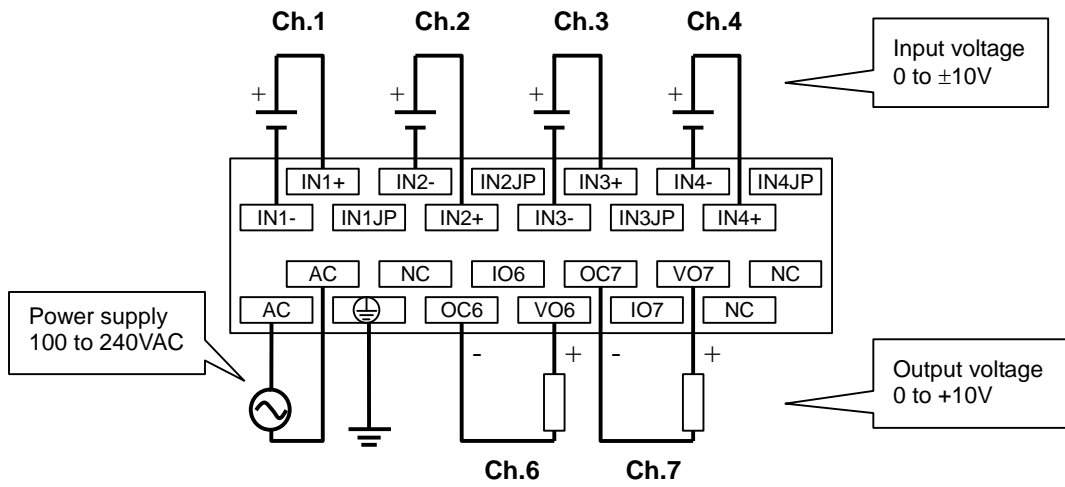 Ch.1 Ch.2 Ch.3 Ch.4
Input voltage
0 to ±10V
+ + + +
IN1+ IN2- IN2JP IN3+ IN4- IN4JP
IN1- IN1JP IN2+ IN3- IN3JP IN4+
AC NC IO6 OC7 VO7 NC
AC OC6 VO6 IO7 NC
Power supply
100 to 240VAC
- + - +
Output voltage
0 to +10V
Ch.6 Ch.7